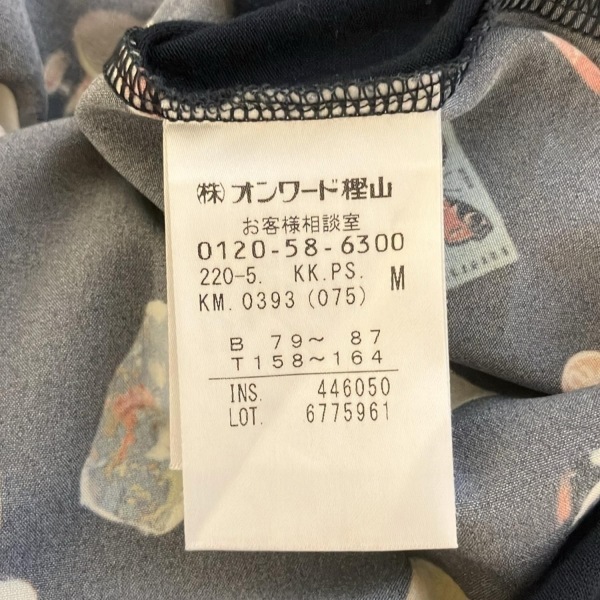 (株)オンワード樫山
お客様相談室
0120-58-6300
220-5. KK.PS. M
KM.0393(075)
B 79～ 87
T 158～164
INS. 446050
LOT. 6775961